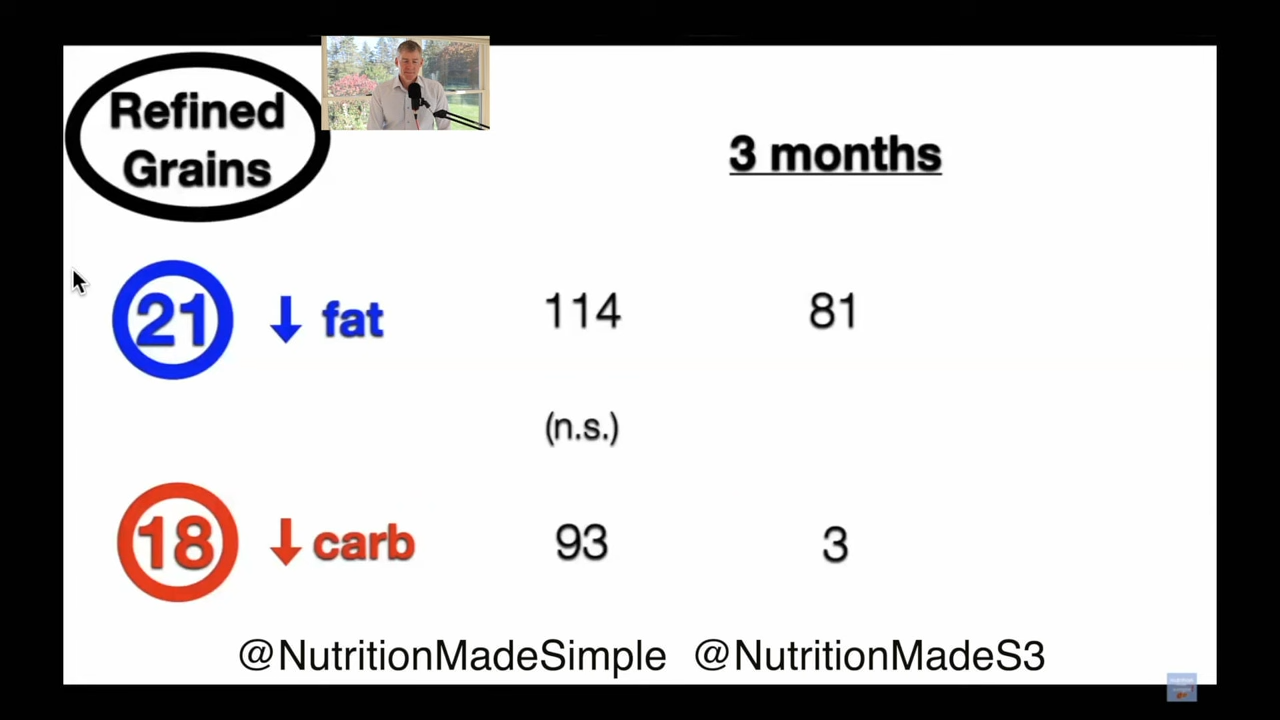 Refined
Grains
3 months
21 ↓ fat 114 81
(n.s.)
18 ↓ carb 93 3
@NutritionMadeSimple @NutritionMadeS3